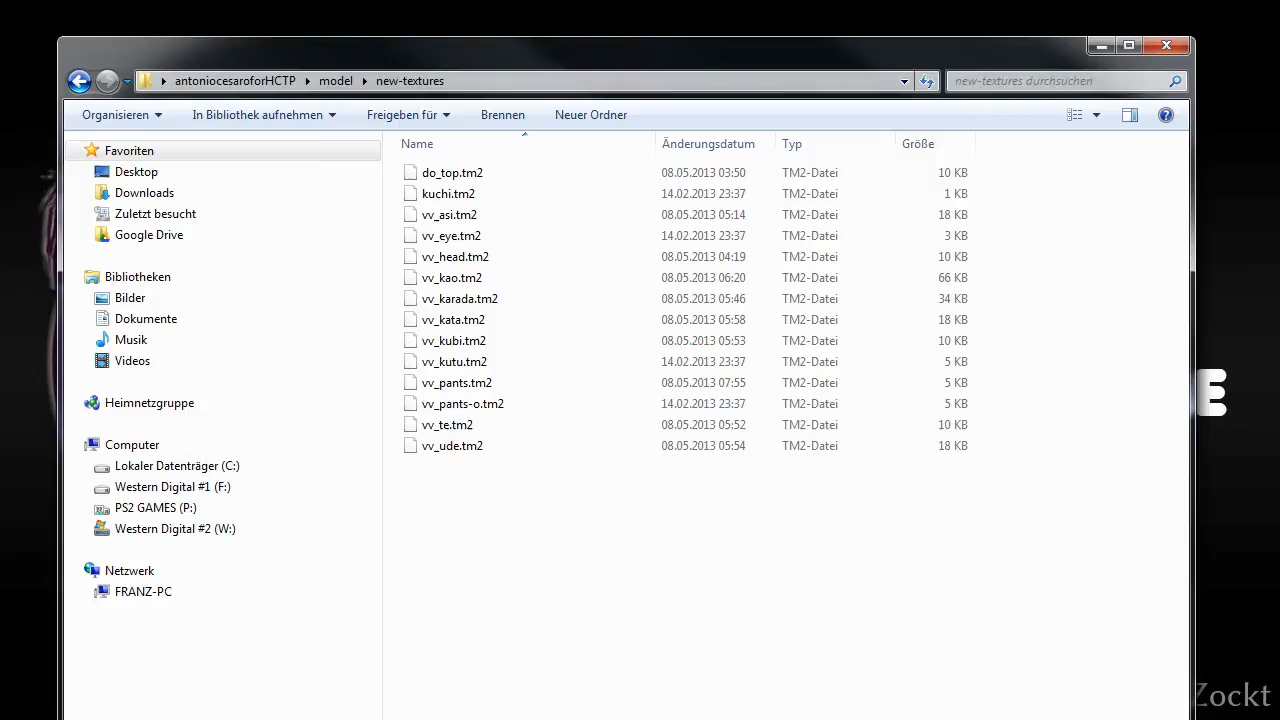 antoniocesaroforHCTP model new-textures new-textures durchsuchen
Organisieren In Bibliothek aufnehmen Freigeben für Brennen Neuer Ordner
Favoriten
Desktop
Downloads
Zuletzt besucht
Google Drive
Bibliotheken
Bilder
Dokumente
Musik
Videos
Heimnetzgruppe
Computer
Lokaler Datenträger (C:)
Western Digital #1 (F:)
PS2 GAMES (P:)
Western Digital #2 (W:)
Netzwerk
FRANZ-PC
Name Änderungsdatum Typ Größe
do_top.tm2 08.05.2013 03:50 TM2-Datei 10 KB
kuchi.tm2 14.02.2013 23:37 TM2-Datei 1 KB
vv_asi.tm2 08.05.2013 05:14 TM2-Datei 18 KB
vv_eye.tm2 14.02.2013 23:37 TM2-Datei 3 KB
vv_head.tm2 08.05.2013 04:19 TM2-Datei 10 KB
vv_kao.tm2 08.05.2013 06:20 TM2-Datei 66 KB
vv_karada.tm2 08.05.2013 05:46 TM2-Datei 34 KB
vv_kata.tm2 08.05.2013 05:58 TM2-Datei 18 KB
vv_kubi.tm2 08.05.2013 05:53 TM2-Datei 10 KB
vv_kutu.tm2 14.02.2013 23:37 TM2-Datei 5 KB
vv_pants.tm2 08.05.2013 07:55 TM2-Datei 5 KB
vv_pants-o.tm2 14.02.2013 23:37 TM2-Datei 5 KB
vv_te.tm2 08.05.2013 05:52 TM2-Datei 10 KB
vv_ude.tm2 08.05.2013 05:54 TM2-Datei 18 KB
E
Zockt